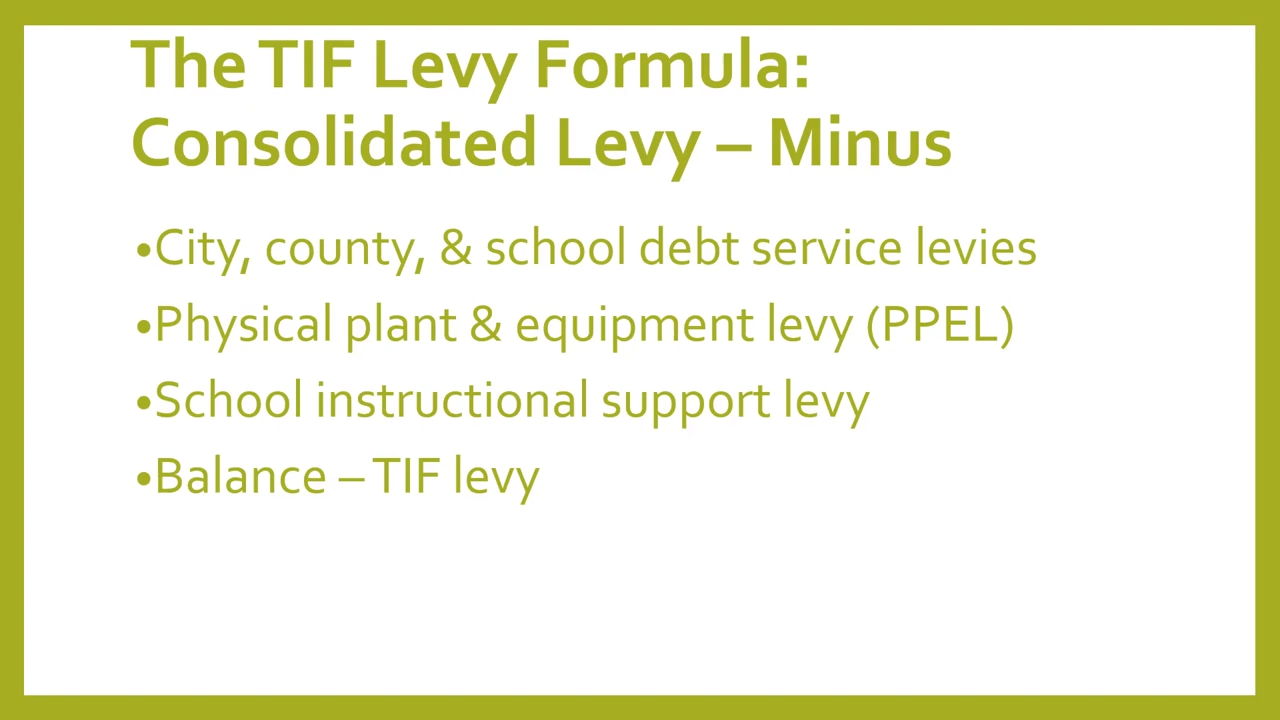 The TIF Levy Formula:
Consolidated Levy – Minus
•City, county, & school debt service levies
•Physical plant & equipment levy (PPEL)
•School instructional support levy
•Balance – TIF levy